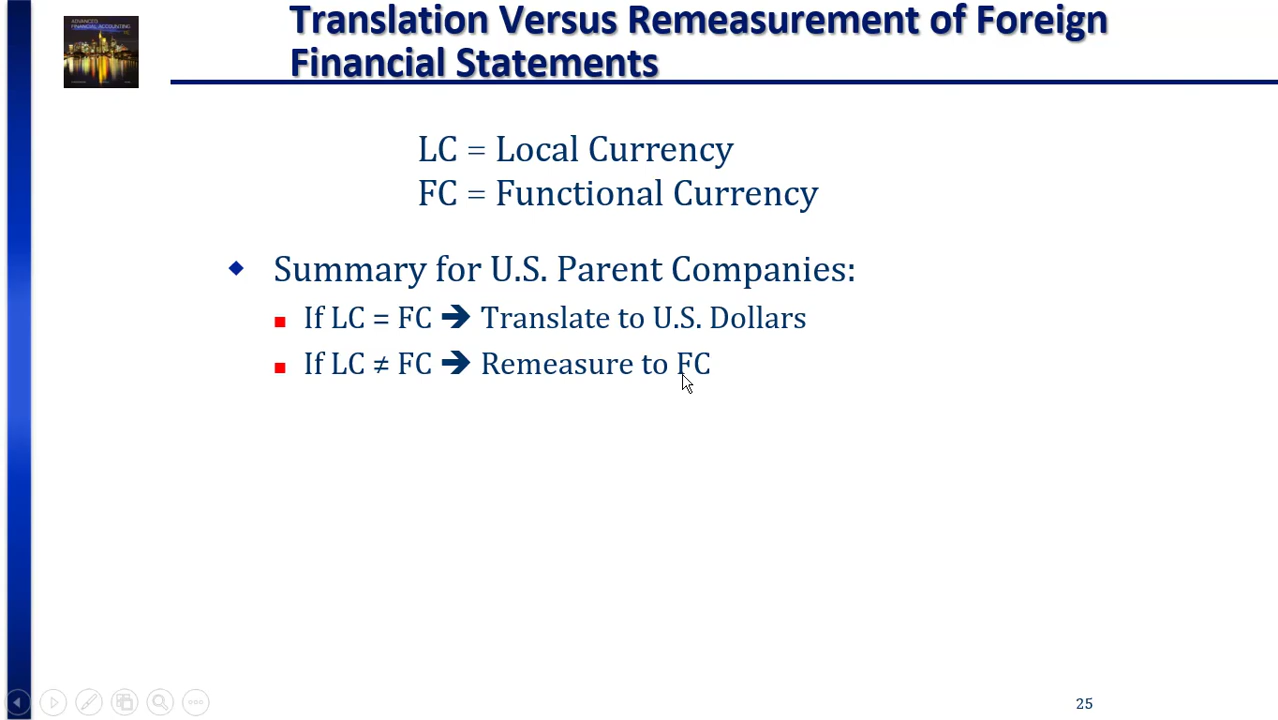 Translation Versus Remeasurement of Foreign
Financial Statements
LC = Local Currency
FC = Functional Currency
Summary for U.S. Parent Companies:
If LC = FC 🡺 Translate to U.S. Dollars
If LC ≠ FC 🡺 Remeasure to FC
25